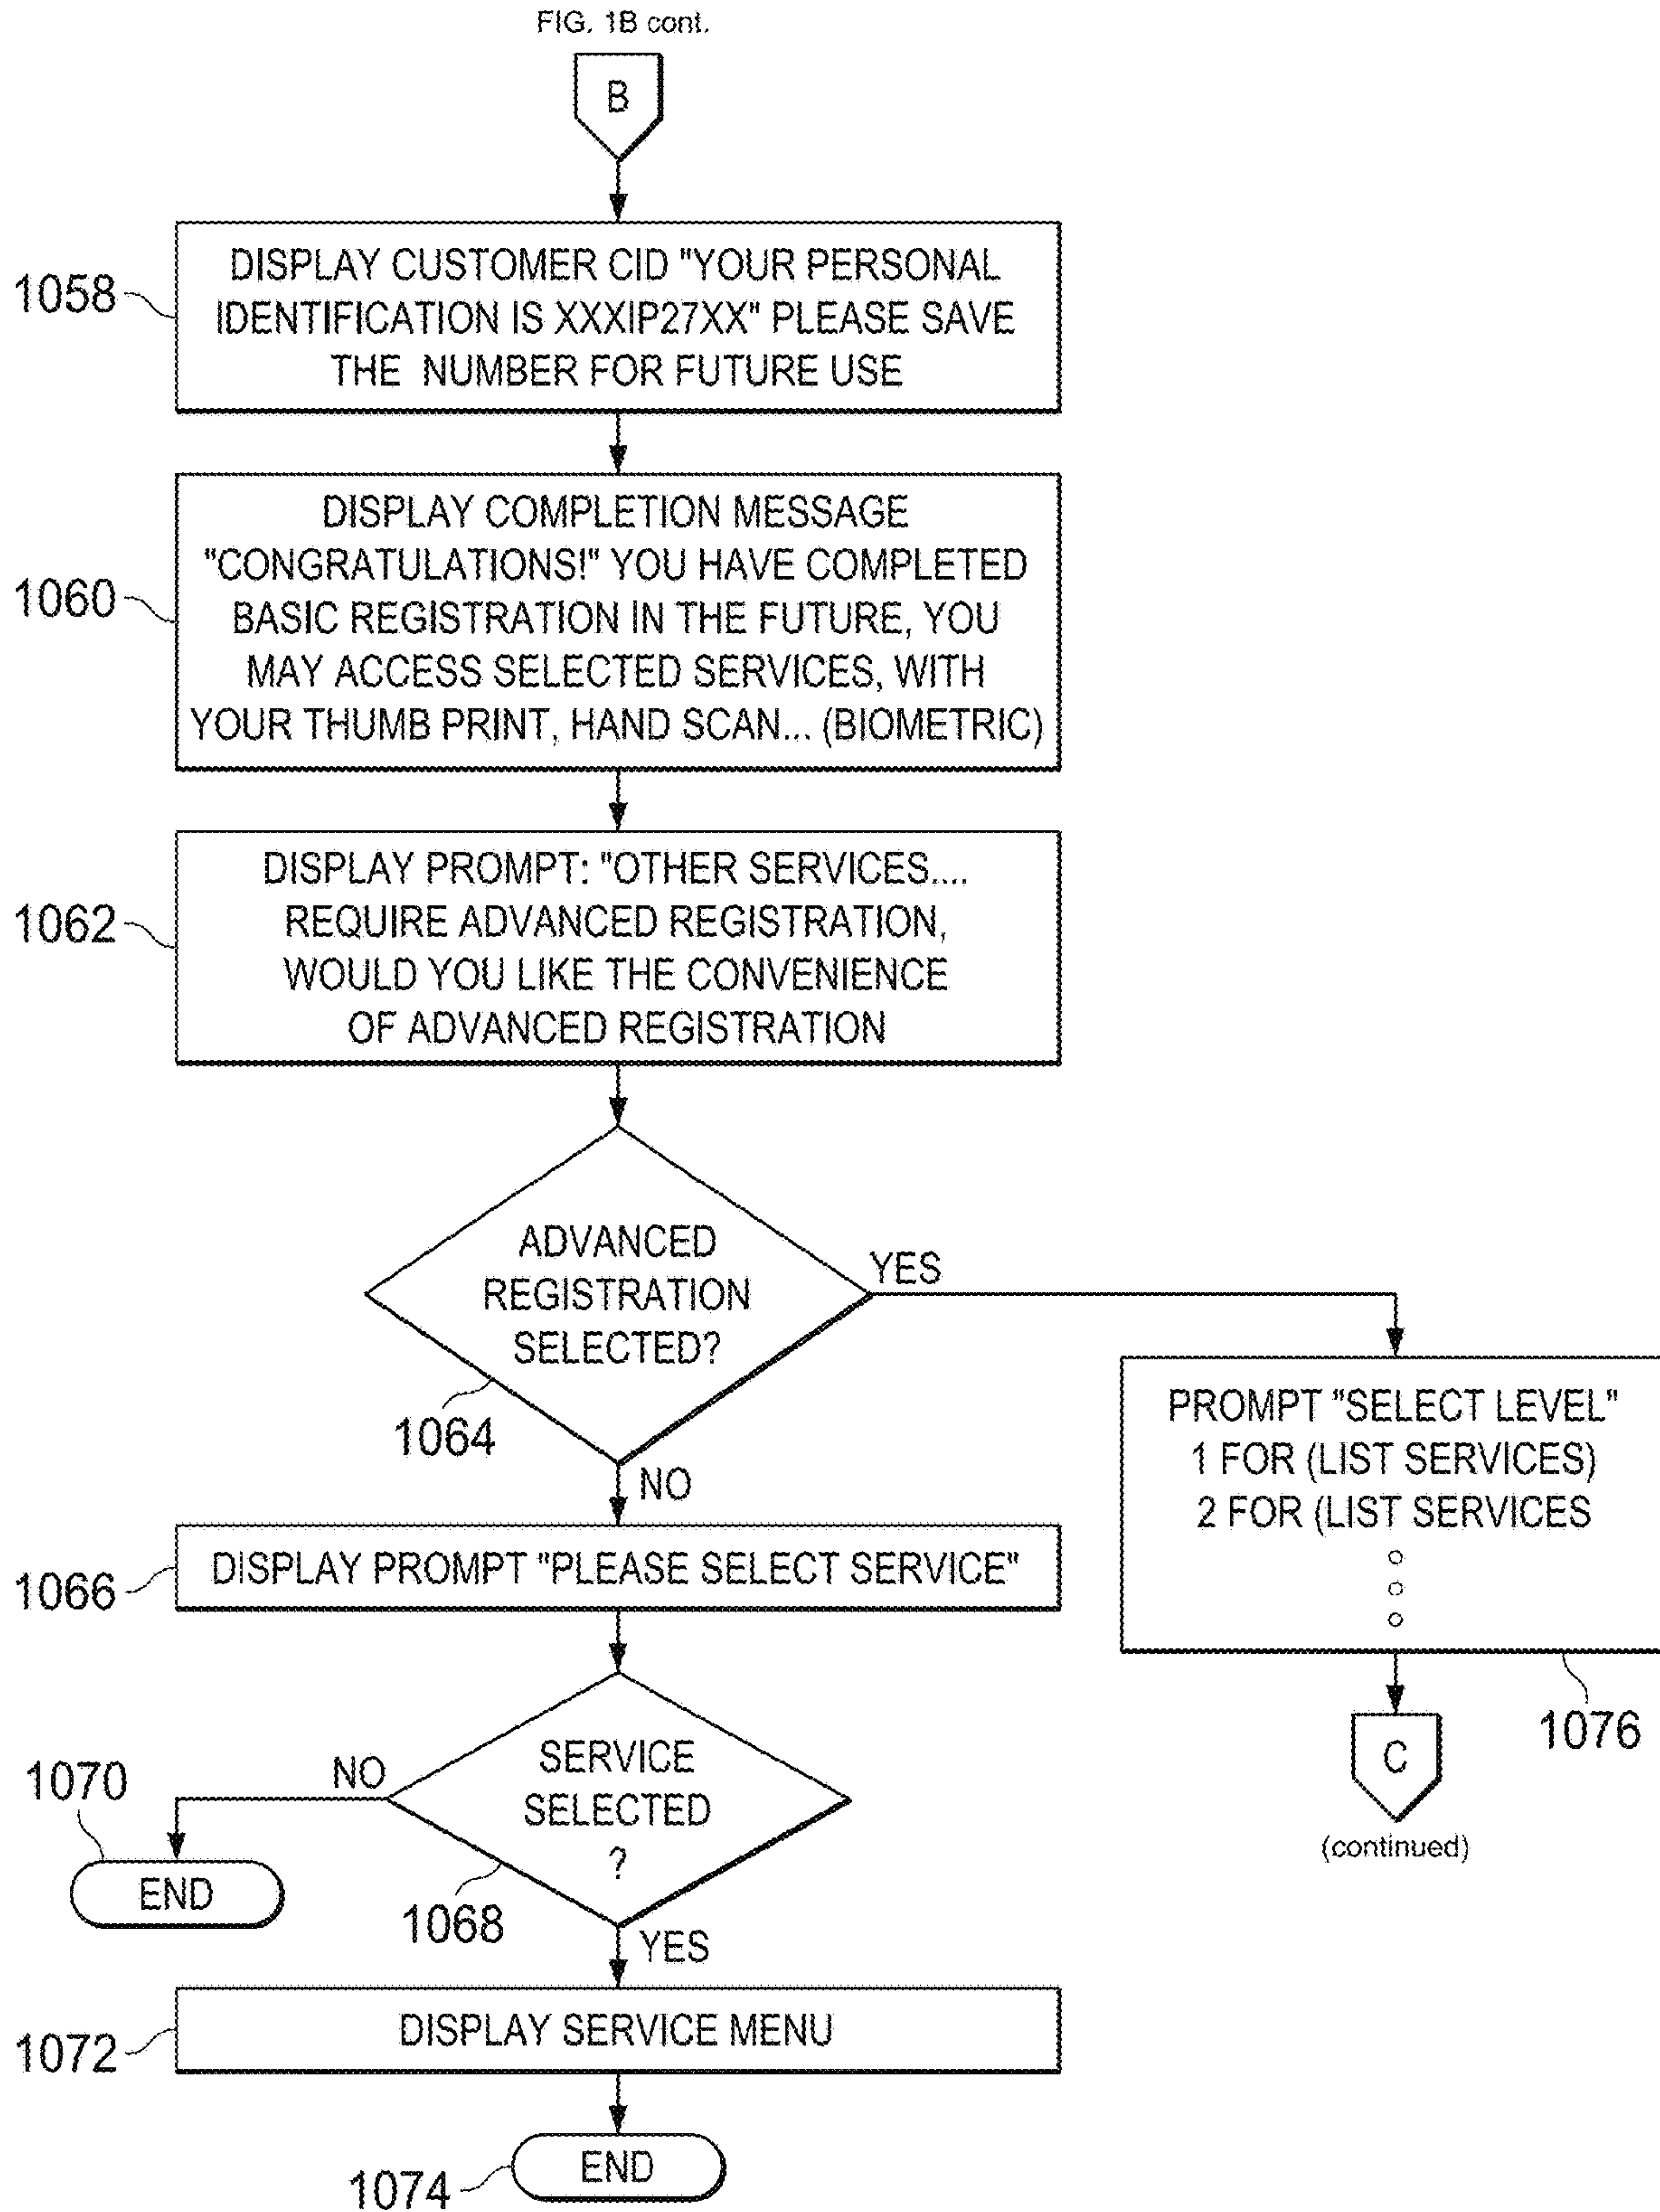 FIG. 1B cont.
B
1058
DISPLAY CUSTOMER CID "YOUR PERSONAL
IDENTIFICATION IS XXXIP27XX" PLEASE SAVE
THE NUMBER FOR FUTURE USE
1060
DISPLAY COMPLETION MESSAGE
"CONGRATULATIONS!" YOU HAVE COMPLETED
BASIC REGISTRATION IN THE FUTURE, YOU
MAY ACCESS SELECTED SERVICES, WITH
YOUR THUMB PRINT, HAND SCAN... (BIOMETRIC)
1062
DISPLAY PROMPT: "OTHER SERVICES....
REQUIRE ADVANCED REGISTRATION,
WOULD YOU LIKE THE CONVENIENCE
OF ADVANCED REGISTRATION
ADVANCED
REGISTRATION
SELECTED?
1064
YES
NO
PROMPT "SELECT LEVEL"
1 FOR (LIST SERVICES)
2 FOR (LIST SERVICES
1076
C
(continued)
1066
DISPLAY PROMPT "PLEASE SELECT SERVICE"
SERVICE
SELECTED
?
1068
NO
1070
END
YES
1072
DISPLAY SERVICE MENU
1074
END